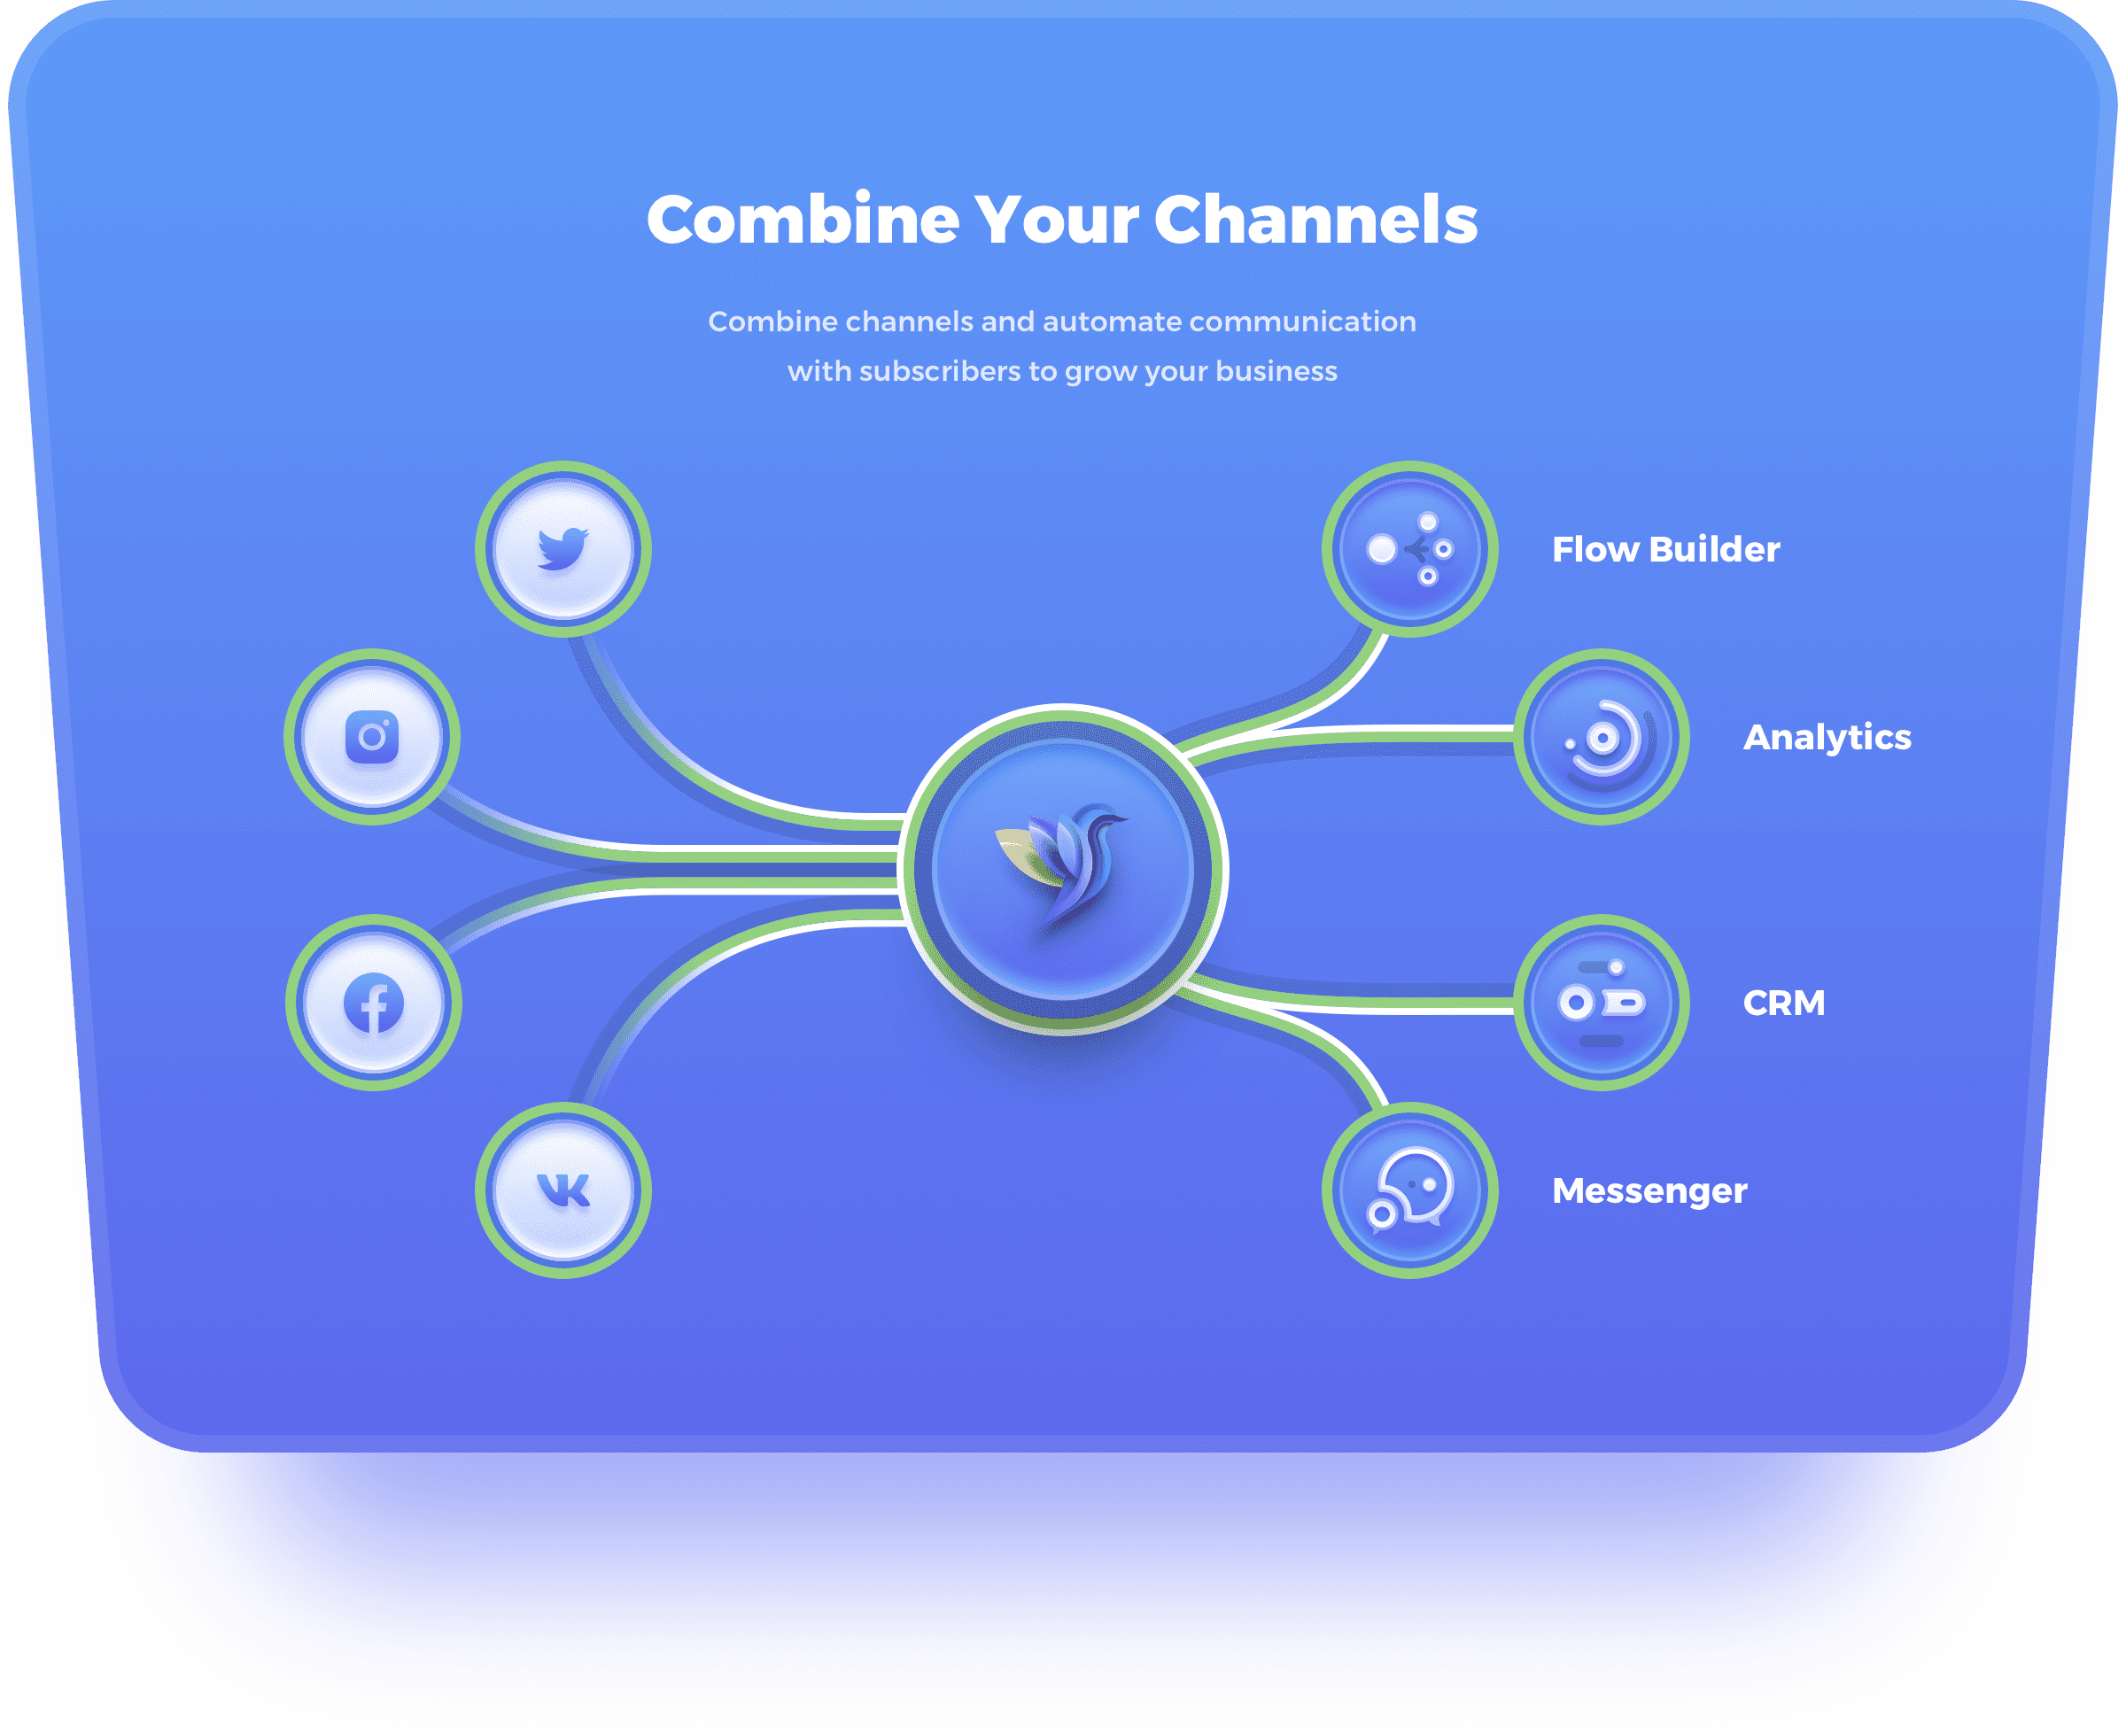 Combine Your Channels
Combine channels and automate communication
with subscribers to grow your business
Flow Builder
Analytics
CRM
Messenger